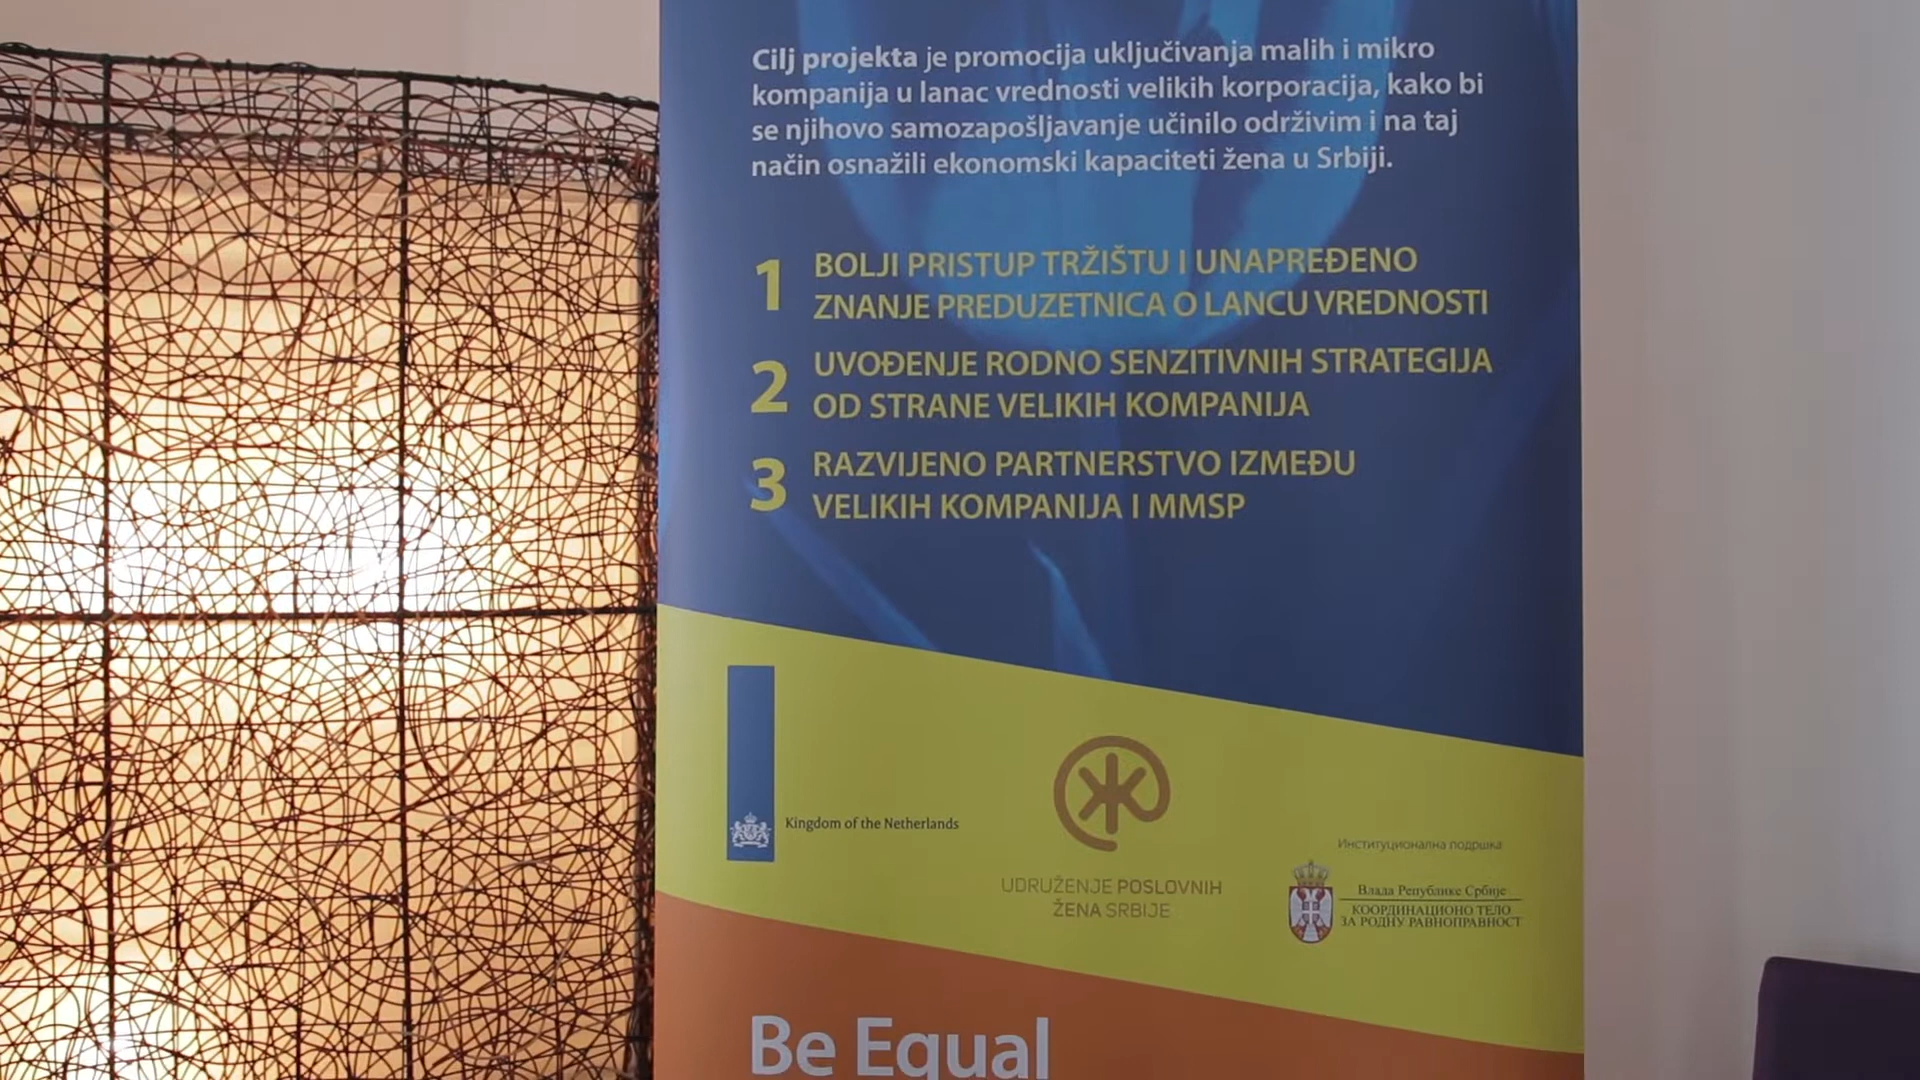 Cilj projekta je promocija uključivanja malih i mikro
kompanija u lanac vrednosti velikih korporacija, kako bi
se njihovo samozapošljavanje učinilo održivim i na taj
način osnažili ekonomski kapaciteti žena u Srbiji.
1 BOLJI PRISTUP TRŽIŠTU I UNAPREĐENO
ZNANJE PREDUZETNICA O LANCU VREDNOSTI
2 UVOĐENJE RODNO SENZITIVNIH STRATEGIJA
OD STRANE VELIKIH KOMPANIJA
3 RAZVIJENO PARTNERSTVO IZMEĐU
VELIKIH KOMPANIJA I MMSP
Kingdom of the Netherlands
UDRUŽENJE POSLOVNIH
ŽENA SRBIJE
Институционална подршка
Влада Републике Србије
КООРДИНАЦИОНО ТЕЛО
ЗА РОДНУ РАВНОПРАВНОСТ
Be Equal